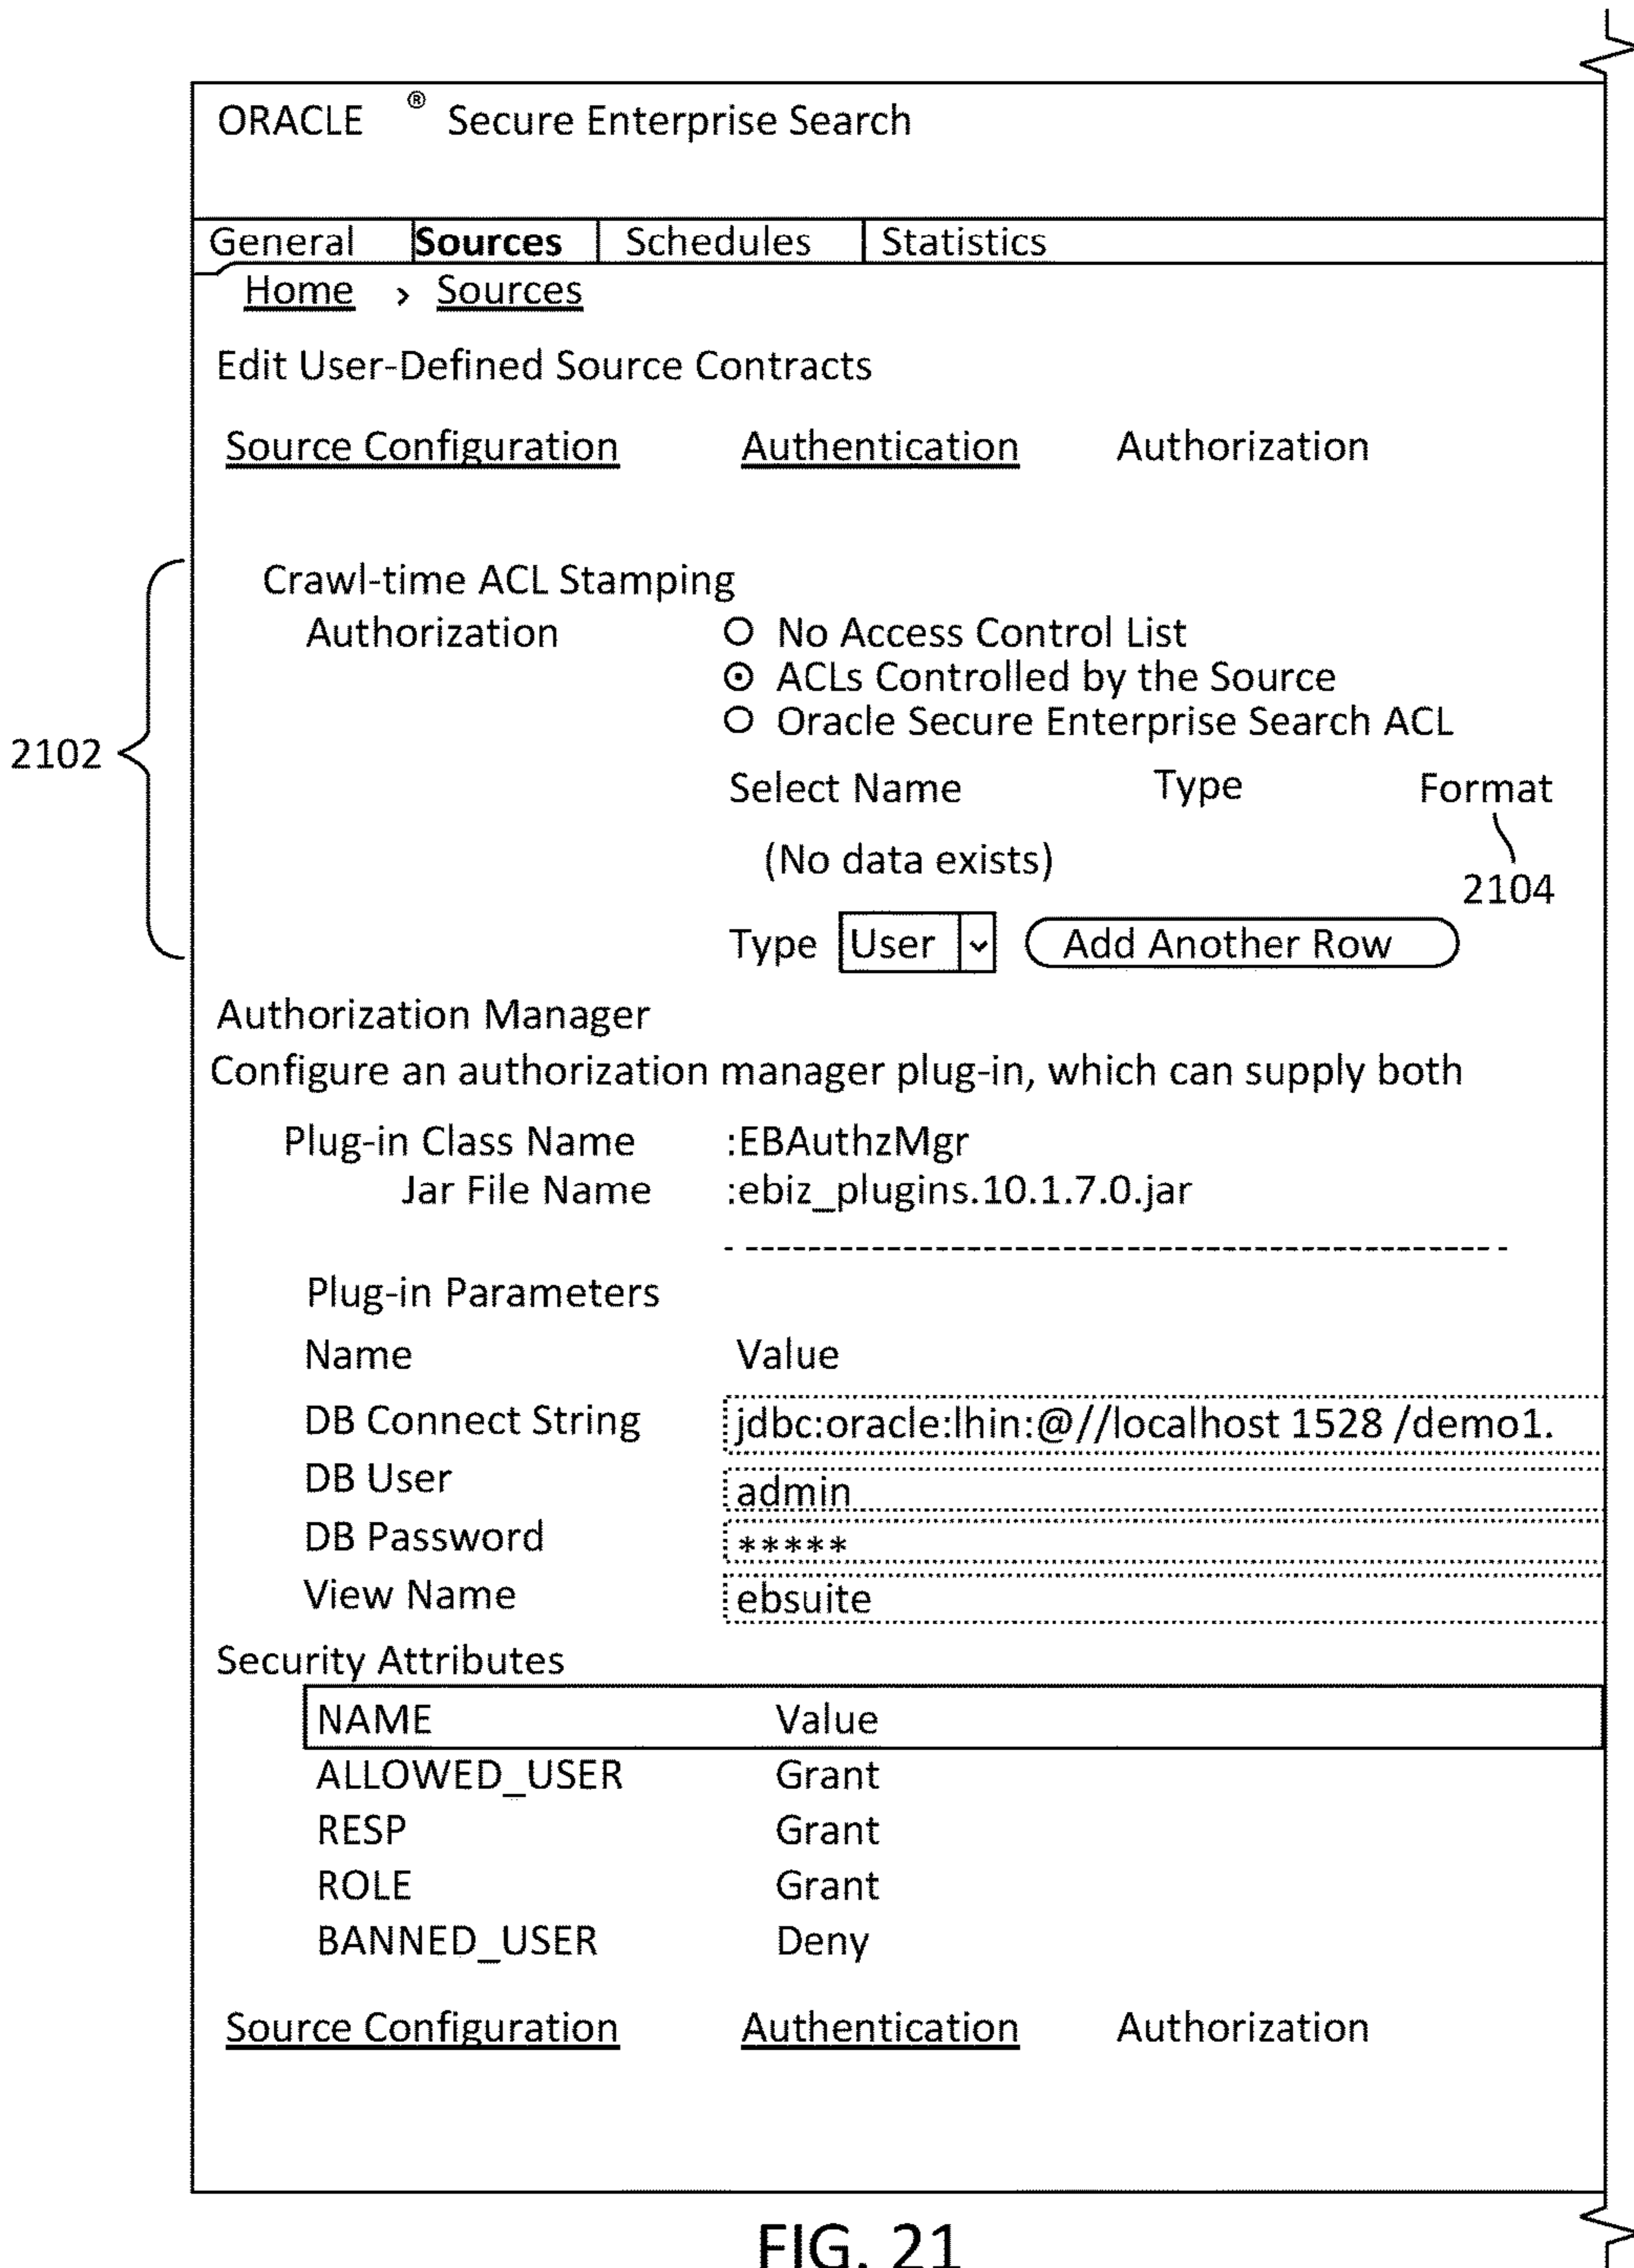 ORACLE ® Secure Enterprise Search
General Sources Schedules Statistics
Home › Sources
Edit User-Defined Source Contracts
Source Configuration Authentication Authorization
Crawl-time ACL Stamping
Authorization No Access Control List
ACLs Controlled by the Source
Oracle Secure Enterprise Search ACL
2102
Select Name Type Format
(No data exists)
2104
Type User Add Another Row
Authorization Manager
Configure an authorization manager plug-in, which can supply both
Plug-in Class Name :EBAuthzMgr
Jar File Name :ebiz_plugins.10.1.7.0.jar
Plug-in Parameters
Name Value
DB Connect String jdbc:oracle:lhin:@//localhost 1528 /demo1.
DB User admin
DB Password *****
View Name ebsuite
Security Attributes
NAME Value
ALLOWED_USER Grant
RESP Grant
ROLE Grant
BANNED_USER Deny
Source Configuration Authentication Authorization
FIG. 21